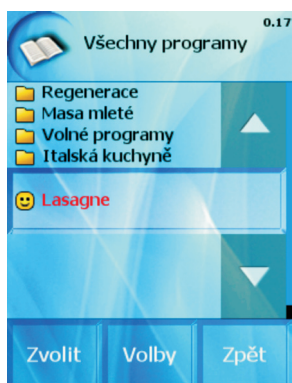 0.17
Všechny programy
Regenerace
Masa mleté
Volné programy
Italská kuchyně
Lasagne
Zvolit Volby Zpět